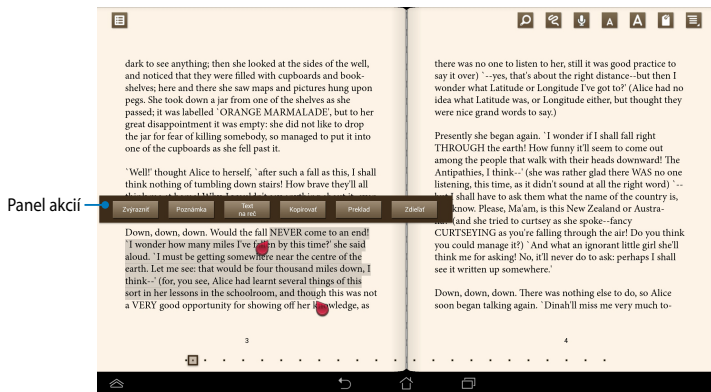 A
A
dark to see anything; then she looked at the sides of the well,
and noticed that they were filled with cupboards and book-
shelves; here and there she saw maps and pictures hung upon
pegs. She took down a jar from one of the shelves as she
passed; it was labelled `ORANGE MARMALADE', but to her
great disappointment it was empty: she did not like to drop
the jar for fear of killing somebody, so managed to put it into
one of the cupboards as she fell past it.
`Well!' thought Alice to herself, `after such a fall as this, I shall
think nothing of tumbling down stairs! How brave they'll all
Panel akcií
Zvýrazniť
Poznámka
Text
na reč
Kopírovať
Preklad
Zdieľať
Down, down, down. Would the fall NEVER come to an end!
`I wonder how many miles I've fallen by this time?' she said
aloud. `I must be getting somewhere near the centre of the
earth. Let me see: that would be four thousand miles down, I
think--' (for, you see, Alice had learnt several things of this
sort in her lessons in the schoolroom, and though this was not
a VERY good opportunity for showing off her knowledge, as
3
there was no one to listen to her, still it was good practice to
say it over) `--yes, that's about the right distance--but then I
wonder what Latitude or Longitude I've got to?' (Alice had no
idea what Latitude was, or Longitude either, but thought they
were nice grand words to say.)
Presently she began again. `I wonder if I shall fall right
THROUGH the earth! How funny it'll seem to come out
among the people that walk with their heads downward! The
Antipathies, I think--' (she was rather glad there WAS no one
listening, this time, as it didn't sound at all the right word) `--
I shall have to ask them what the name of the country is,
know. Please, Ma'am, is this New Zealand or Austra-
(and she tried to curtsey as she spoke--fancy
CURTSEYING as you're falling through the air! Do you think
you could manage it?) `And what an ignorant little girl she'll
think me for asking! No, it'll never do to ask: perhaps I shall
see it written up somewhere.'
Down, down, down. There was nothing else to do, so Alice
soon began talking again. `Dinah'll miss me very much to-
4